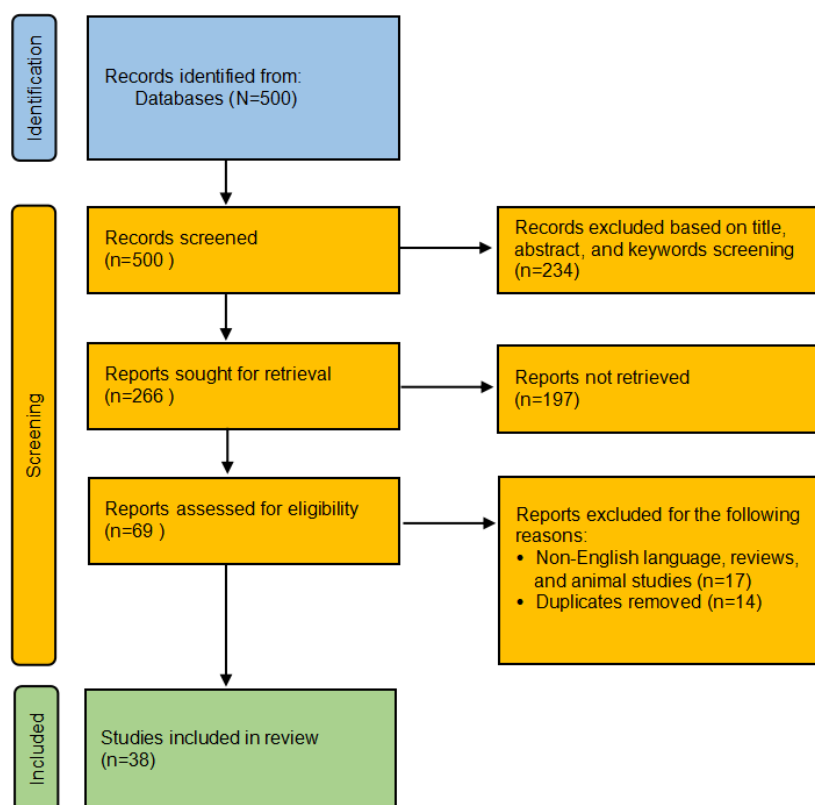 Identification
Records identified from:
Databases (N=500)
Screening
Records screened
(n=500 )
Records excluded based on title,
abstract, and keywords screening
(n=234)
Reports sought for retrieval
(n=266 )
Reports not retrieved
(n=197)
Reports assessed for eligibility
(n=69 )
Reports excluded for the following
reasons:
• Non-English language, reviews,
and animal studies (n=17)
• Duplicates removed (n=14)
Included
Studies included in review
(n=38)